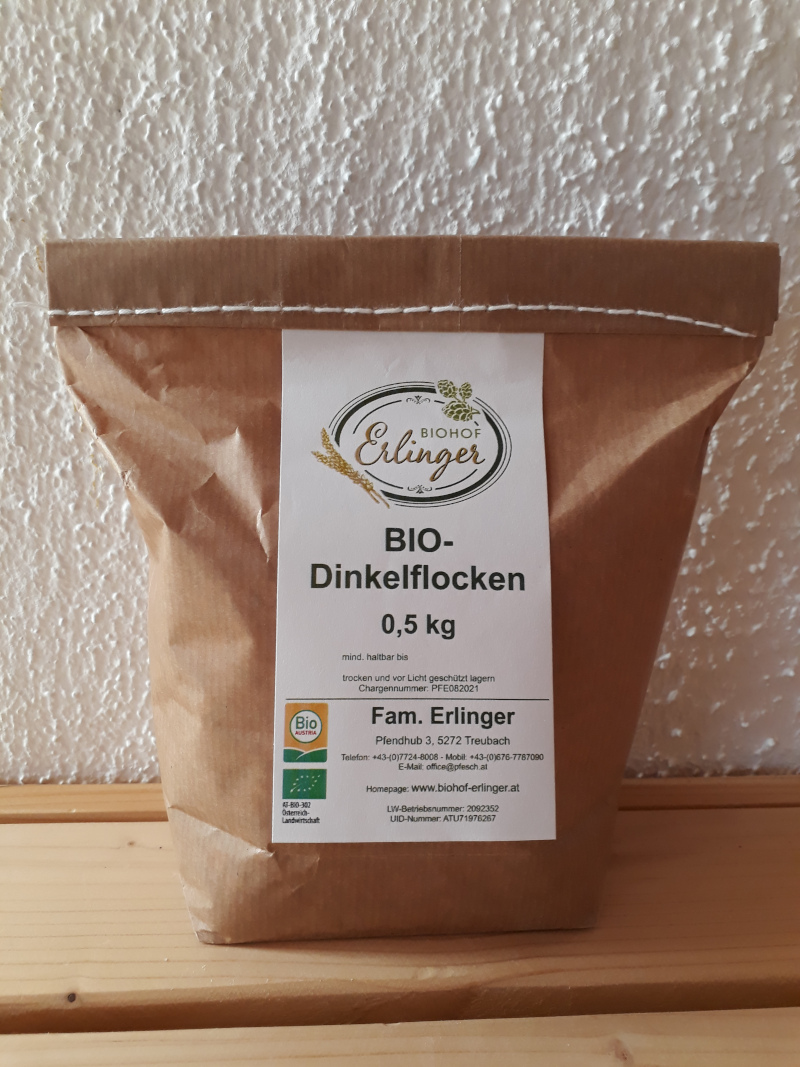 BIOHOF
Erlinger
BIO-
Dinkelflocken
0,5 kg
mind. haltbar bis
trocken und vor Licht geschützt lagern
Chargennummer: PFE082021
Bio
AUSTRIA
Fam. Erlinger
Pfendhub 3, 5272 Treubach
Telefon: +43-(0)7724-8008 - Mobil: +43-(0)676-7787090
E-Mail: office@pfesch.at
Homepage: www.biohof-erlinger.at
AT-BIO-302
Österreich-
Landwirtschaft
LW-Betriebsnummer: 2092352
UID-Nummer: ATU71976267